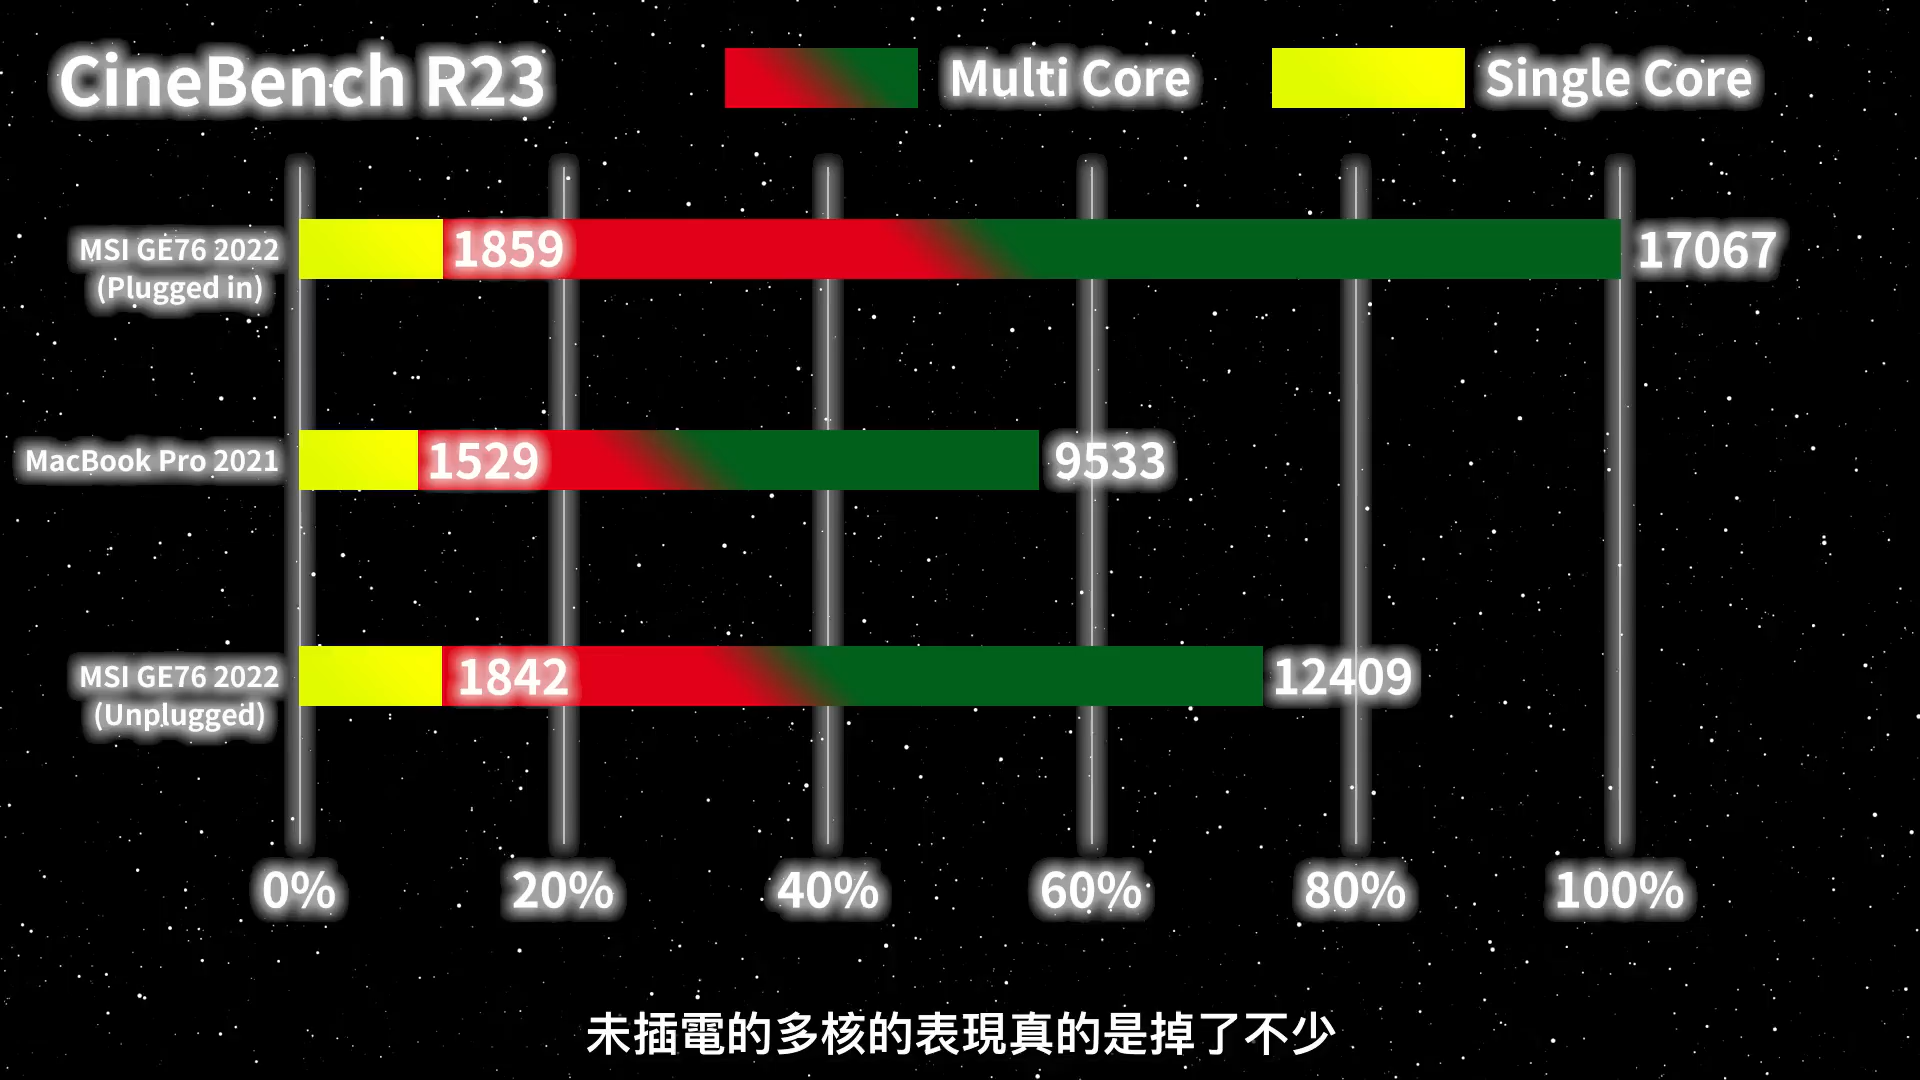 CineBench R23
Multi Core
Single Core
MSI GE76 2022
(Plugged in)
1859
17067
MacBook Pro 2021
1529
9533
MSI GE76 2022
(Unplugged)
1842
12409
0%
20%
40%
60%
80%
100%
未插電的多核的表現真的是掉了不少